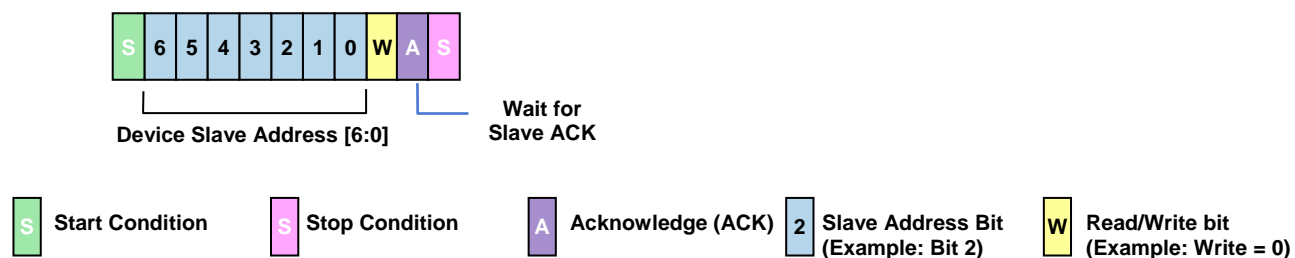 S 6 5 4 3 2 1 0 W A S
Wait for
Slave ACK
Device Slave Address [6:0]
S Start Condition
S Stop Condition
A Acknowledge (ACK)
2 Slave Address Bit
(Example: Bit 2)
W Read/Write bit
(Example: Write = 0)